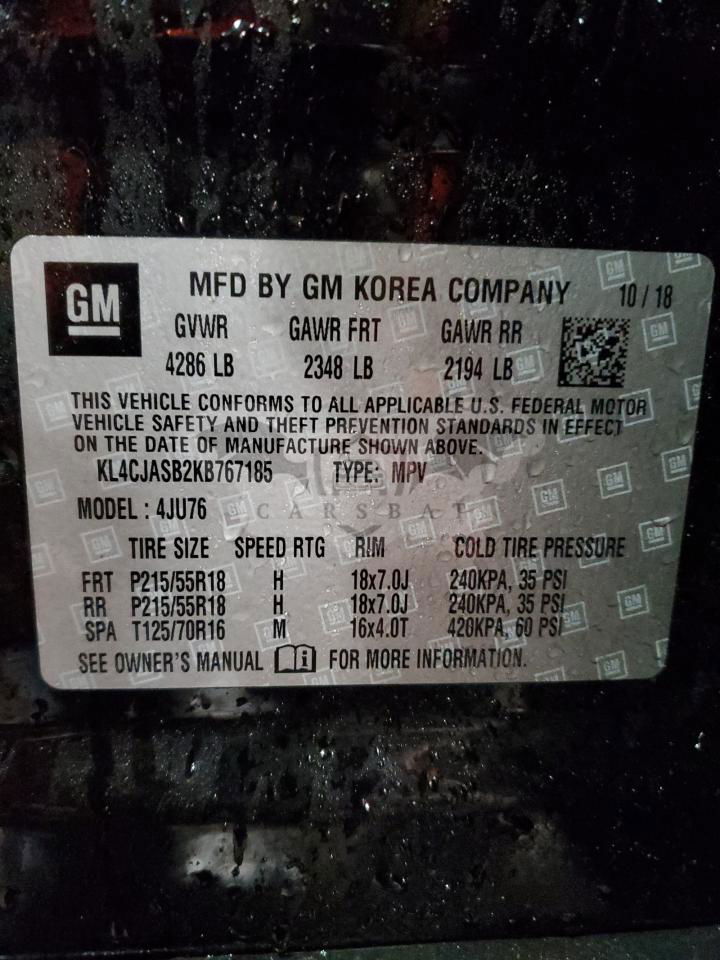 GM
MFD BY GM KOREA COMPANY 10 / 18
GVWR GAWR FRT GAWR RR
4286 LB 2348 LB 2194 LB
THIS VEHICLE CONFORMS TO ALL APPLICABLE U.S. FEDERAL MOTOR
VEHICLE SAFETY AND THEFT PREVENTION STANDARDS IN EFFECT
ON THE DATE OF MANUFACTURE SHOWN ABOVE.
KL4CJASB2KB767185 TYPE: MPV
MODEL : 4JU76
CARSBAT
TIRE SIZE SPEED RTG RIM COLD TIRE PRESSURE
FRT P215/55R18 H 18x7.0J 240KPA, 35 PSI
RR P215/55R18 H 18x7.0J 240KPA, 35 PSI
SPA T125/70R16 M 16x4.0T 420KPA, 60 PSI
SEE OWNER'S MANUAL FOR MORE INFORMATION.